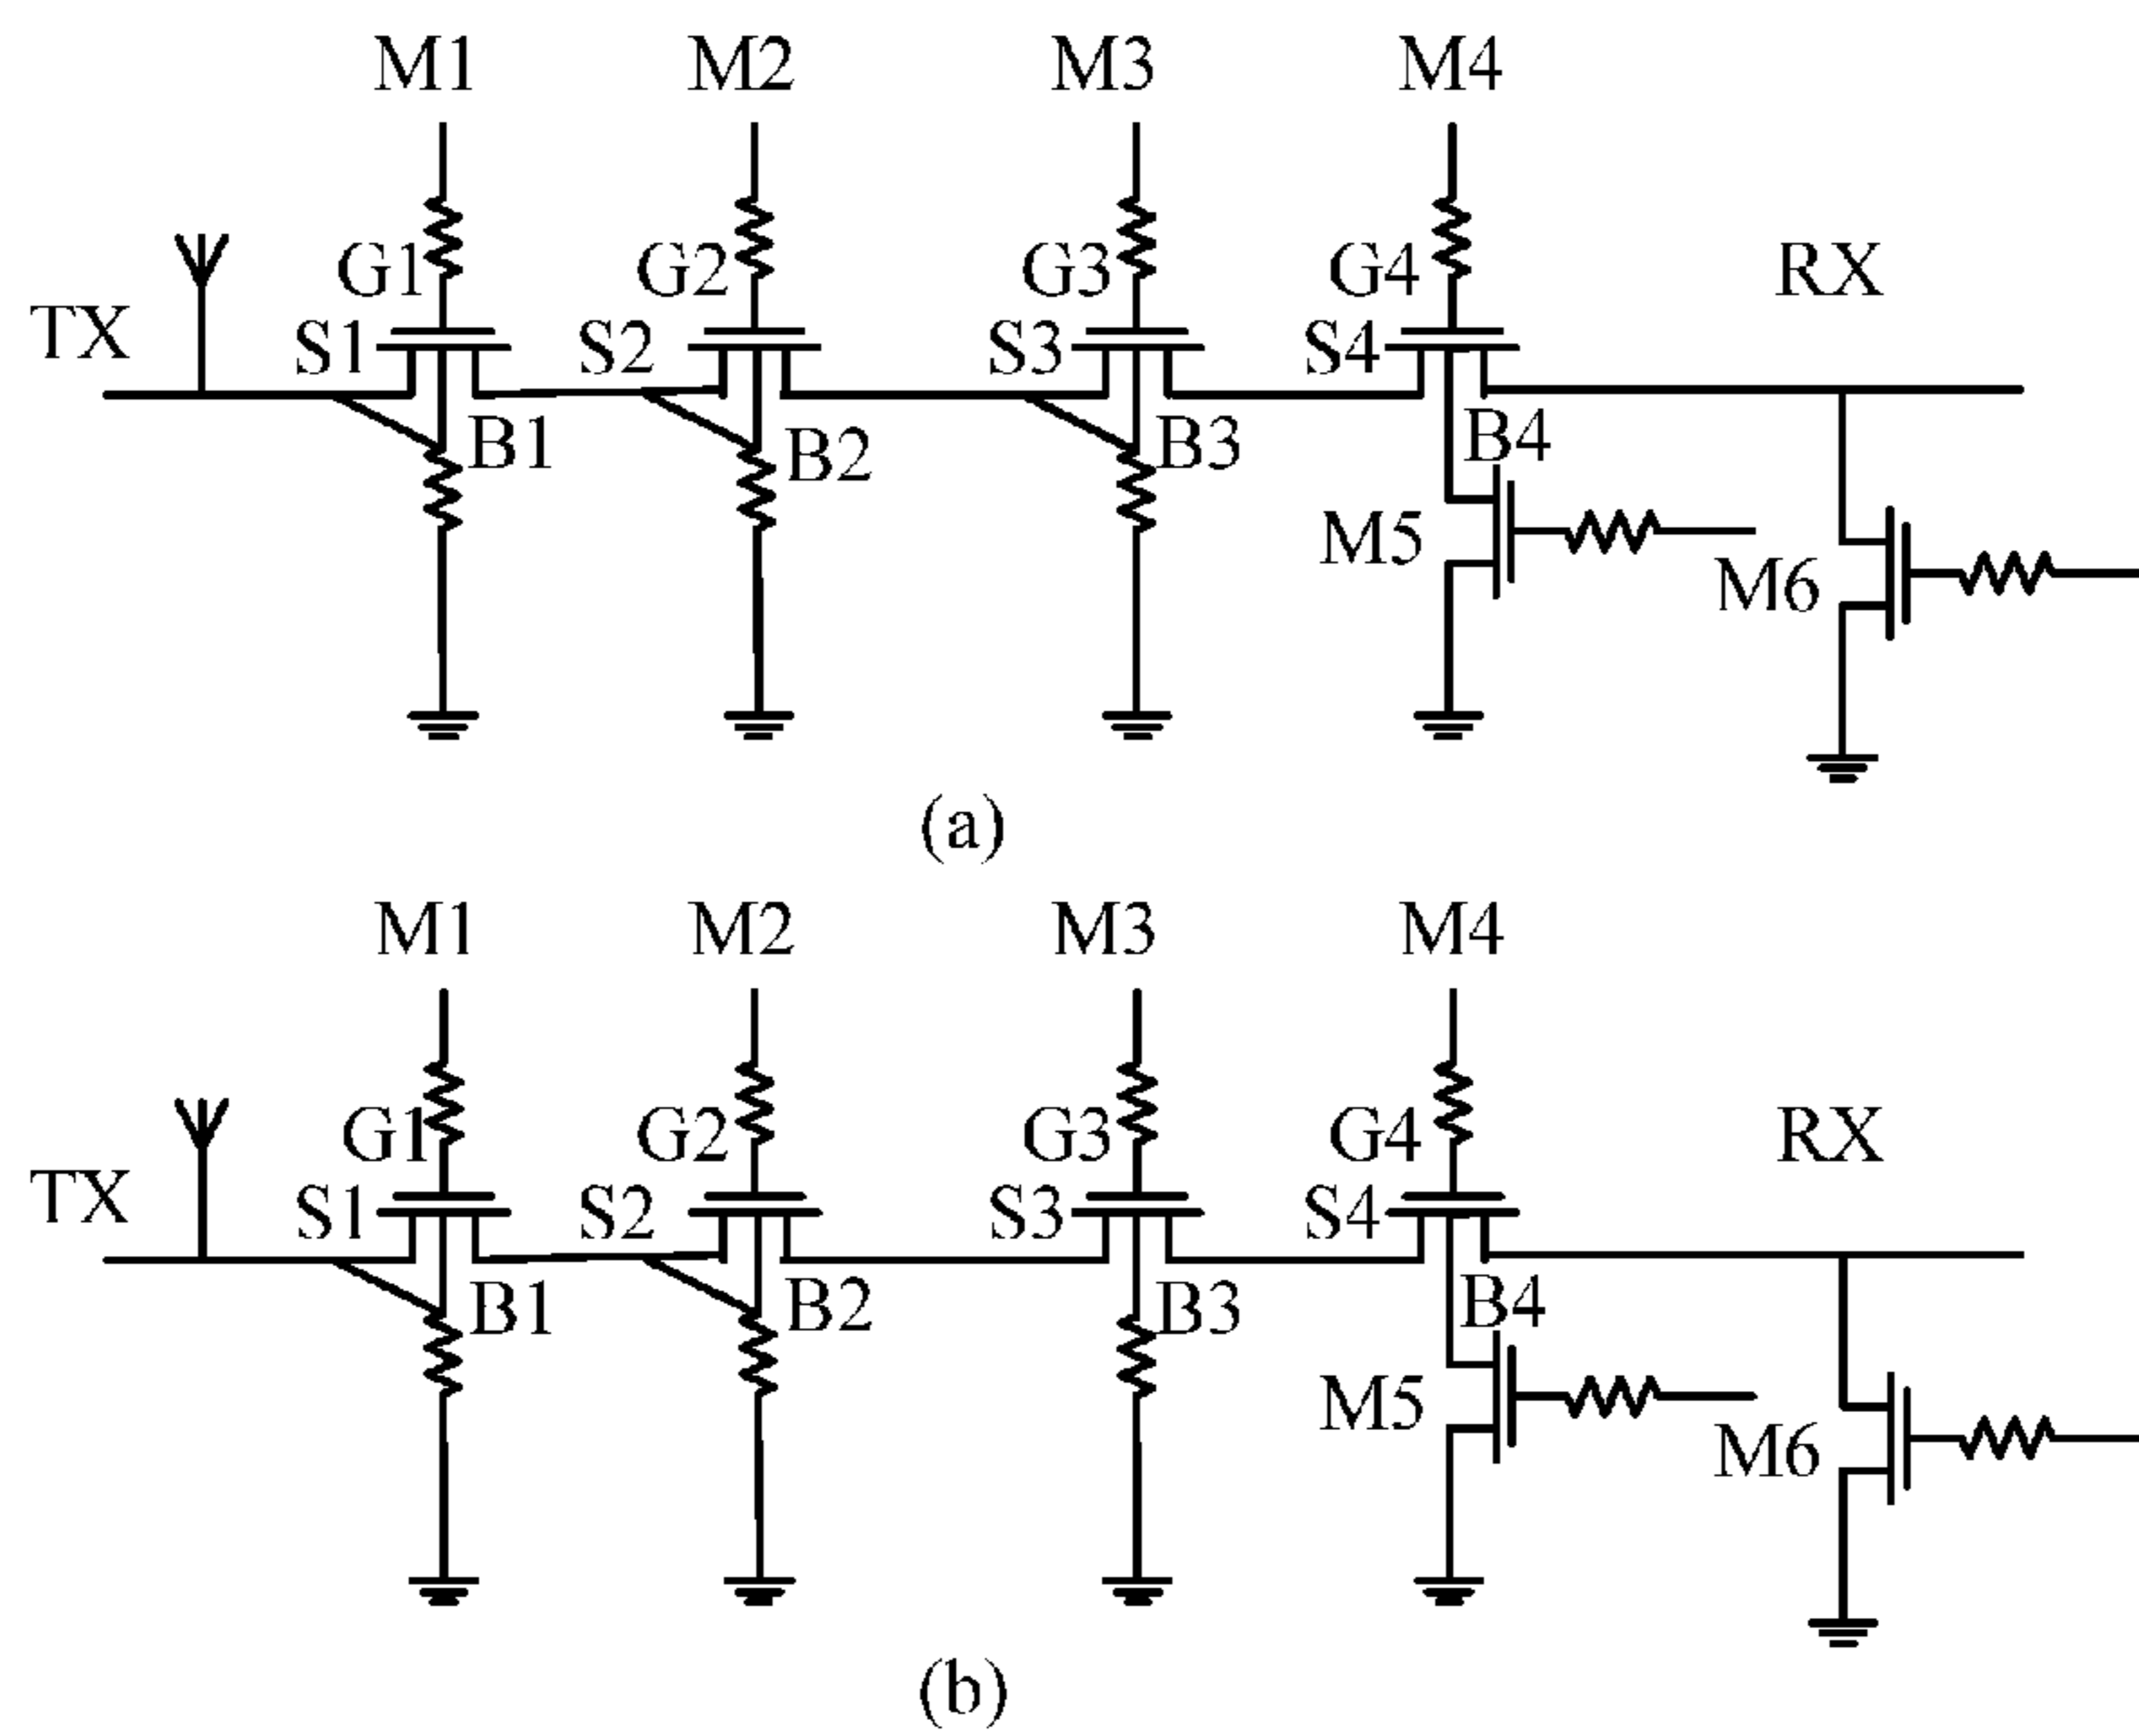 M1 M2 M3 M4
G1 G2 G3 G4 RX
TX S1 S2 S3 S4
B1 B2 B3 B4
M5 M6
(a)
M1 M2 M3 M4
G1 G2 G3 G4 RX
TX S1 S2 S3 S4
B1 B2 B3 B4
M5 M6
(b)